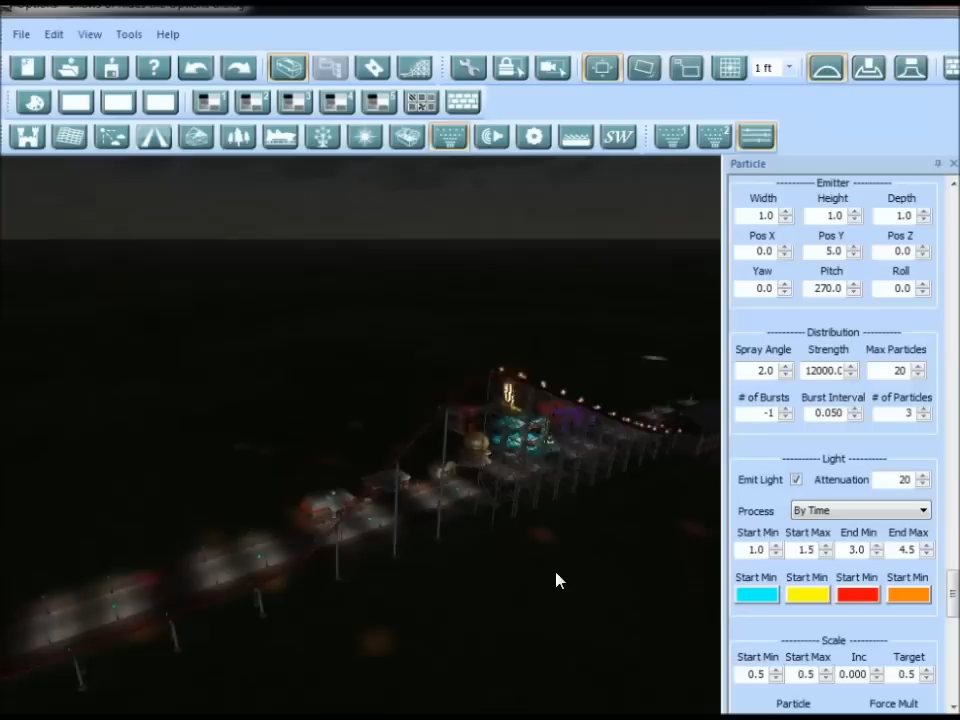 File Edit View Tools Help
1 ft
SW
Particle
---------- Emitter ----------
Width Height Depth
1.0 1.0 1.0
Pos X Pos Y Pos Z
0.0 5.0 0.0
Yaw Pitch Roll
0.0 270.0 0.0
---------- Distribution ----------
Spray Angle Strength Max Particles
2.0 12000.0 20
# of Bursts Burst Interval # of Particles
-1 0.050 3
---------- Light ----------
Emit Light Attenuation 20
Process By Time
Start Min Start Max End Min End Max
1.0 1.5 3.0 4.5
Start Min Start Min Start Min Start Min
---------- Scale ----------
Start Min Start Max Inc Target
0.5 0.5 0.000 0.5
Particle Force Mult